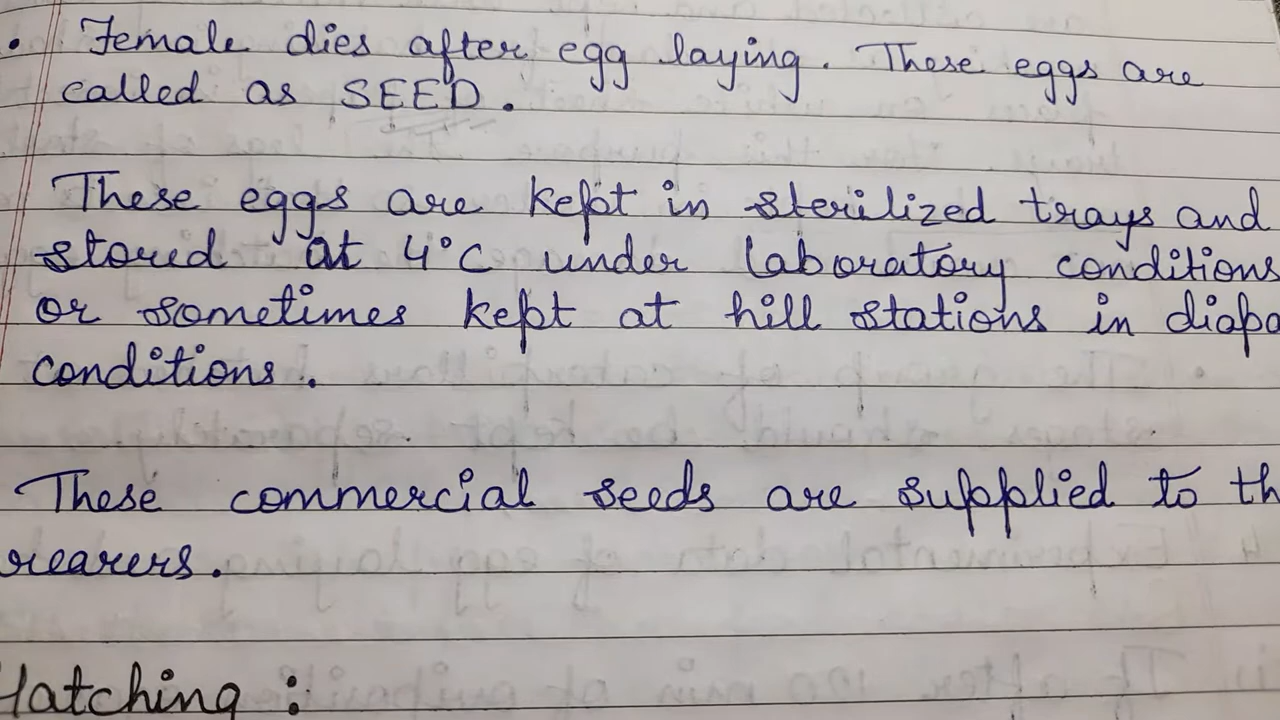 • Female dies after egg laying. These eggs are
called as SEED.
These eggs are kept in sterilized trays and
stored at 4°C under laboratory conditions
or sometimes kept at hill stations in diapa
conditions.
These commercial seeds are supplied to th
rearers.
Hatching :